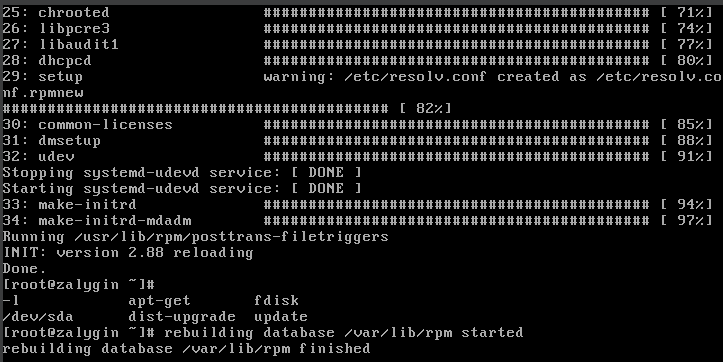 25: chrooted ######################################## [ 71%]
26: libpcre3 ######################################## [ 74%]
27: libaudit1 ######################################## [ 77%]
28: dhcpcd ######################################## [ 80%]
29: setup warning: /etc/resolv.conf created as /etc/resolv.co
nf.rpmnew
######################################## [ 82%]
30: common-licenses ######################################## [ 85%]
31: dmsetup ######################################## [ 88%]
32: udev ######################################## [ 91%]
Stopping systemd-udevd service: [ DONE ]
Starting systemd-udevd service: [ DONE ]
33: make-initrd ######################################## [ 94%]
34: make-initrd-mdadm ######################################## [ 97%]
Running /usr/lib/rpm/posttrans-filetriggers
INIT: version 2.88 reloading
Done.
[root@zalygin ~]#
-l apt-get fdisk
/dev/sda dist-upgrade update
[root@zalygin ~]# rebuilding database /var/lib/rpm started
rebuilding database /var/lib/rpm finished